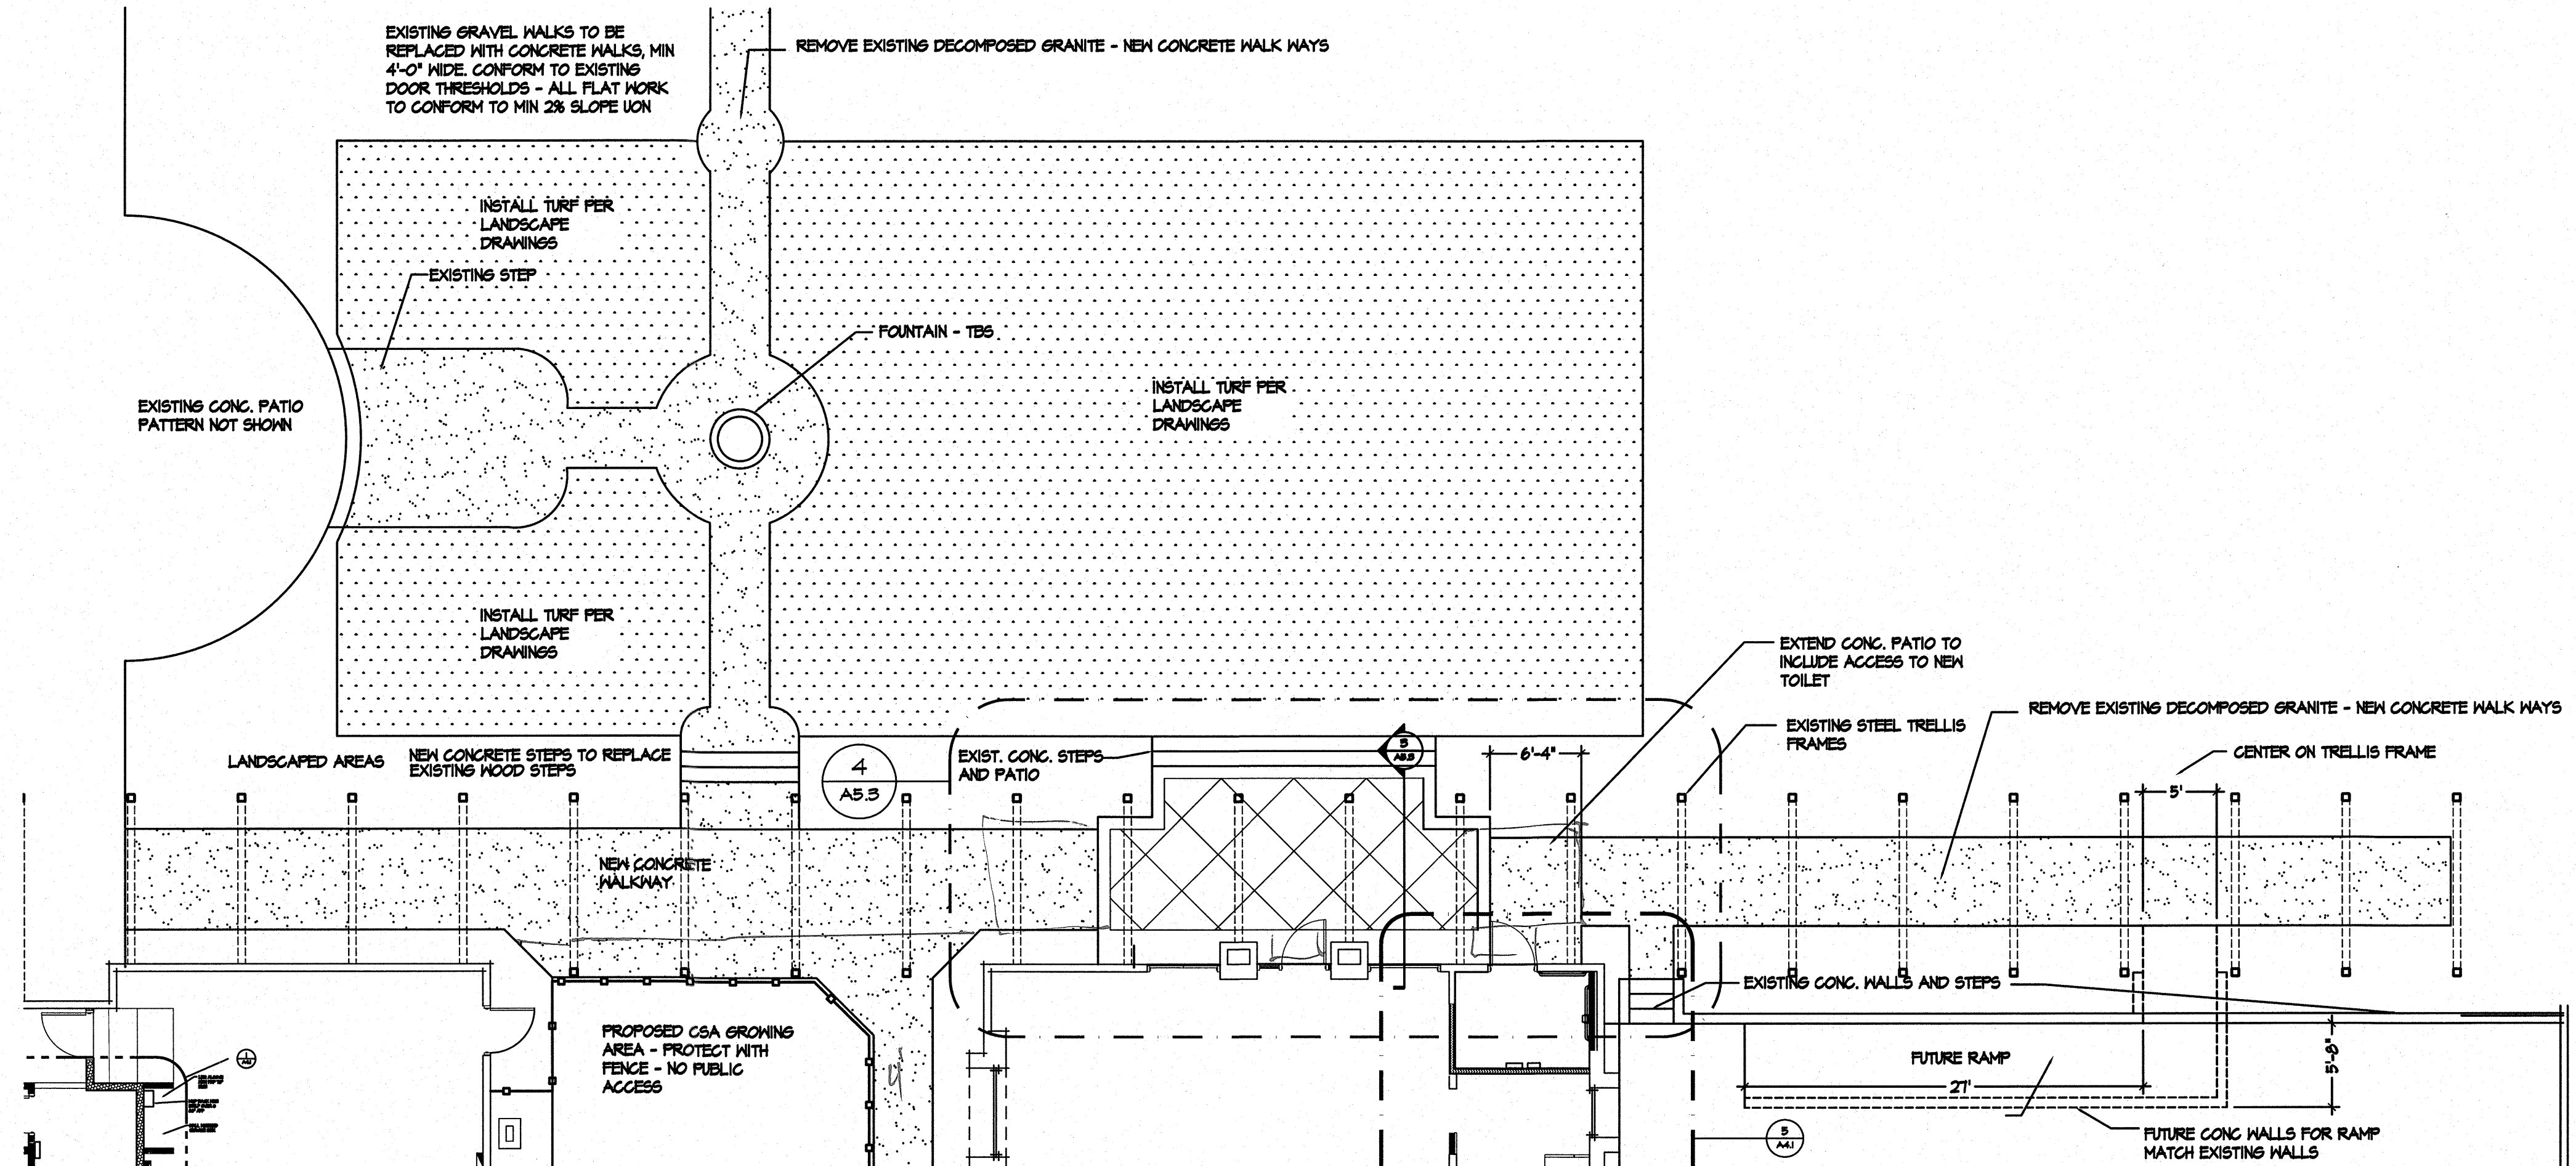 EXISTING GRAVEL WALKS TO BE
REPLACED WITH CONCRETE WALKS, MIN
4'-0" WIDE. CONFORM TO EXISTING
DOOR THRESHOLDS - ALL FLAT WORK
TO CONFORM TO MIN 2% SLOPE UON
REMOVE EXISTING DECOMPOSED GRANITE - NEW CONCRETE WALK WAYS
INSTALL TURF PER
LANDSCAPE
DRAWINGS
EXISTING STEP
FOUNTAIN - TBS
EXISTING CONC. PATIO
PATTERN NOT SHOWN
INSTALL TURF PER
LANDSCAPE
DRAWINGS
INSTALL TURF PER
LANDSCAPE
DRAWINGS
EXTEND CONC. PATIO TO
INCLUDE ACCESS TO NEW
TOILET
REMOVE EXISTING DECOMPOSED GRANITE - NEW CONCRETE WALK WAYS
EXISTING STEEL TRELLIS
FRAMES
CENTER ON TRELLIS FRAME
LANDSCAPED AREAS
NEW CONCRETE STEPS TO REPLACE
EXISTING WOOD STEPS
4
A5.3
EXIST. CONC. STEPS
AND PATIO
6'-4"
5'
NEW CONCRETE
WALKWAY
EXISTING CONC. WALLS AND STEPS
PROPOSED CSA GROWING
AREA - PROTECT WITH
FENCE - NO PUBLIC
ACCESS
FUTURE RAMP
27'
5'-8"
5
A4.1
FUTURE CONC WALLS FOR RAMP
MATCH EXISTING WALLS